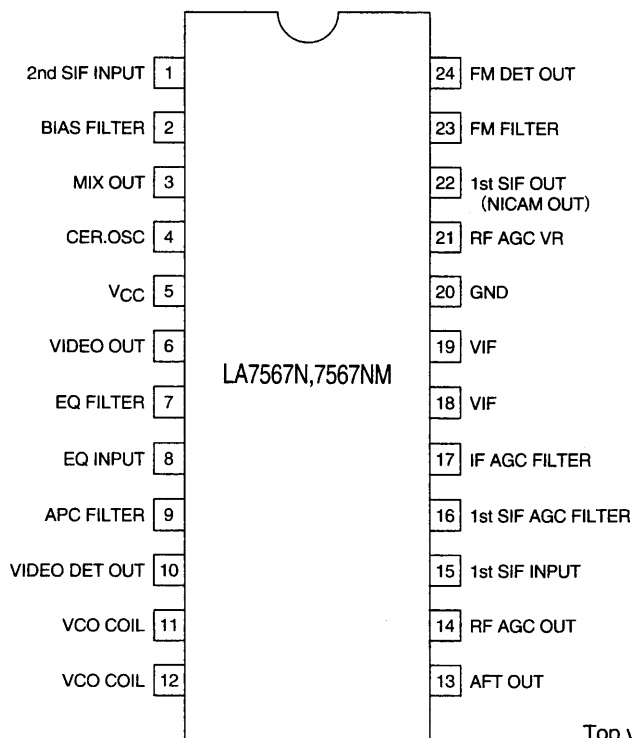 2nd SIF INPUT 1
BIAS FILTER 2
MIX OUT 3
CER.OSC 4
VCC 5
VIDEO OUT 6
EQ FILTER 7
EQ INPUT 8
APC FILTER 9
VIDEO DET OUT 10
VCO COIL 11
VCO COIL 12
LA7567N,7567NM
24 FM DET OUT
23 FM FILTER
22 1st SIF OUT
(NICAM OUT)
21 RF AGC VR
20 GND
19 VIF
18 VIF
17 IF AGC FILTER
16 1st SIF AGC FILTER
15 1st SIF INPUT
14 RF AGC OUT
13 AFT OUT
Top